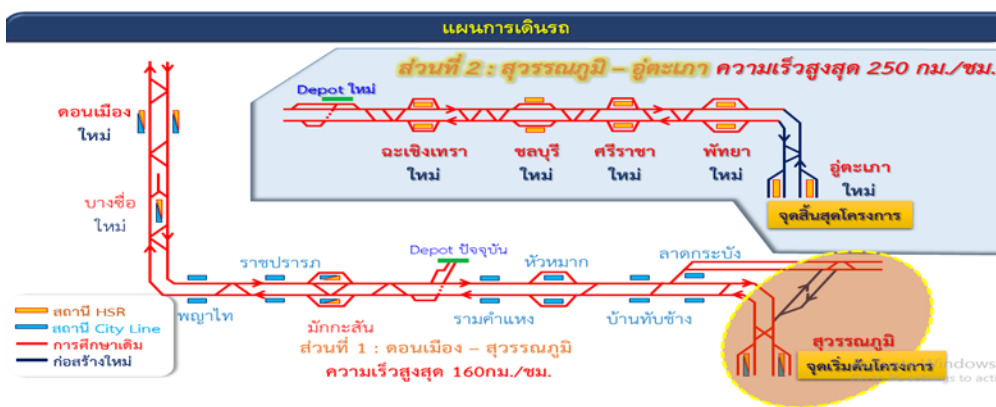 แผนการเดินรถ
ส่วนที่ 2 : สุวรรณภูมิ – อู่ตะเภา ความเร็วสูงสุด 250 กม./ชม.
Depot ใหม่
ดอนเมือง
ใหม่
ฉะเชิงเทรา
ใหม่
ชลบุรี
ใหม่
ศรีราชา
ใหม่
พัทยา
ใหม่
อู่ตะเภา
ใหม่
จุดสิ้นสุดโครงการ
บางซื่อ
ใหม่
ราชปรารภ
Depot ปัจจุบัน
หัวหมาก
ลาดกระบัง
พญาไท
มักกะสัน
รามคำแหง
บ้านทับช้าง
สถานี HSR
สถานี City Line
การศึกษาเดิม
ก่อสร้างใหม่
ส่วนที่ 1 : ดอนเมือง – สุวรรณภูมิ
ความเร็วสูงสุด 160กม./ชม.
สุวรรณภูมิ
จุดเริ่มต้นโครงการ